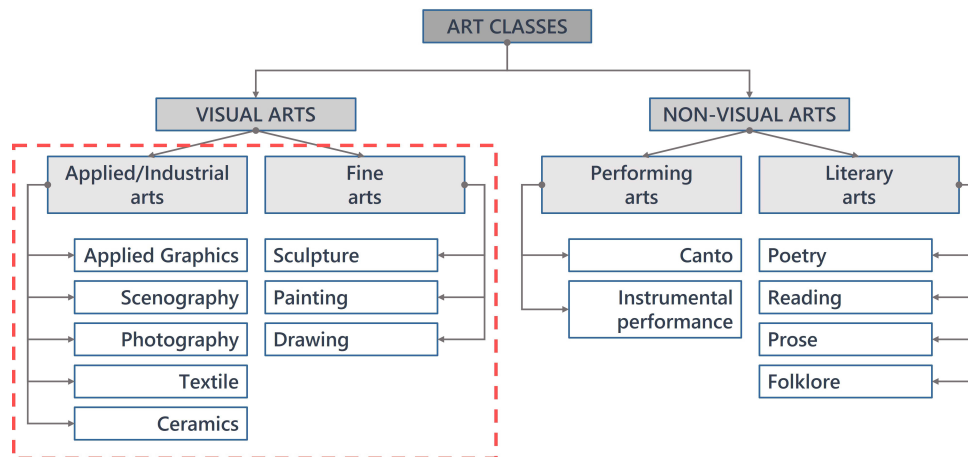 ART CLASSES
VISUAL ARTS
NON-VISUAL ARTS
Applied/Industrial
arts
Fine
arts
Performing
arts
Literary
arts
Applied Graphics
Scenography
Photography
Textile
Ceramics
Sculpture
Painting
Drawing
Canto
Instrumental
performance
Poetry
Reading
Prose
Folklore